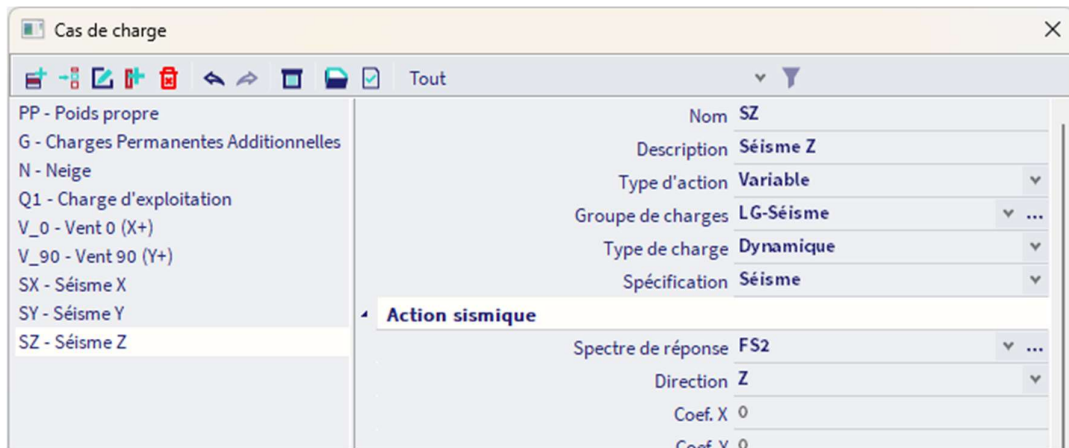 Cas de charge
Tout
PP - Poids propre
G - Charges Permanentes Additionnelles
N - Neige
Q1 - Charge d'exploitation
V_0 - Vent 0 (X+)
V_90 - Vent 90 (Y+)
SX - Séisme X
SY - Séisme Y
SZ - Séisme Z
Nom SZ
Description Séisme Z
Type d'action Variable
Groupe de charges LG-Séisme ...
Type de charge Dynamique
Spécification Séisme
Action sismique
Spectre de réponse FS2 ...
Direction Z
Coef. X 0
Coef. Y 0